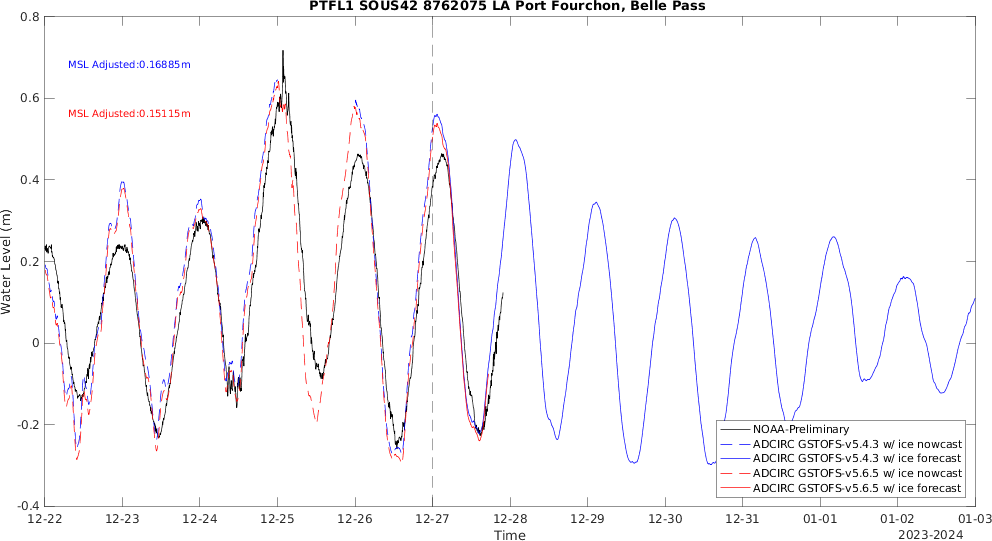 PTFL1 SOUS42 8762075 LA Port Fourchon, Belle Pass
0.8
MSL Adjusted:0.16885m
0.6
MSL Adjusted:0.15115m
0.4
0.2
Water Level (m)
0
-0.2
NOAA-Preliminary
ADCIRC GSTOFS-v5.4.3 w/ ice nowcast
ADCIRC GSTOFS-v5.4.3 w/ ice forecast
ADCIRC GSTOFS-v5.6.5 w/ ice nowcast
ADCIRC GSTOFS-v5.6.5 w/ ice forecast
-0.4
12-22 12-23 12-24 12-25 12-26 12-27 12-28 12-29 12-30 12-31 01-01 01-02 01-03
Time
2023-2024